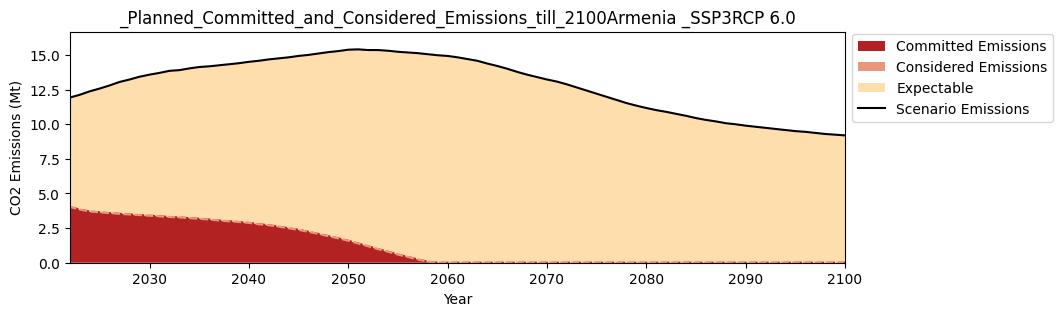 _Planned_Committed_and_Considered_Emissions_till_2100Armenia _SSP3RCP 6.0
CO2 Emissions (Mt)
15.0
12.5
10.0
7.5
5.0
2.5
0.0
2030 2040 2050 2060 2070 2080 2090 2100
Year
Committed Emissions
Considered Emissions
Expectable
Scenario Emissions